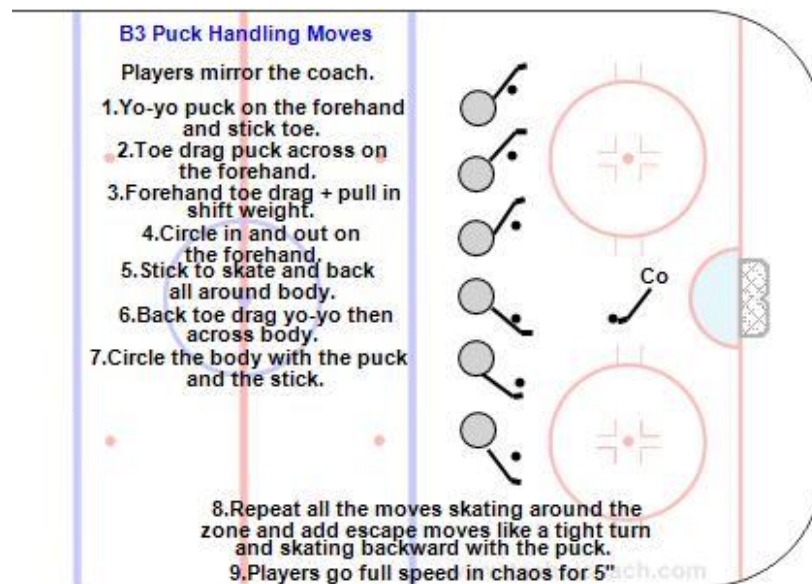 B3 Puck Handling Moves
Players mirror the coach.
1.Yo-yo puck on the forehand
and stick toe.
2.Toe drag puck across on
the forehand.
3.Forehand toe drag + pull in
shift weight.
4.Circle in and out on
the forehand.
5.Stick to skate and back
all around body.
6.Back toe drag yo-yo then
across body.
7.Circle the body with the puck
and the stick.
Co
8.Repeat all the moves skating around the
zone and add escape moves like a tight turn
and skating backward with the puck.
9.Players go full speed in chaos for 5"